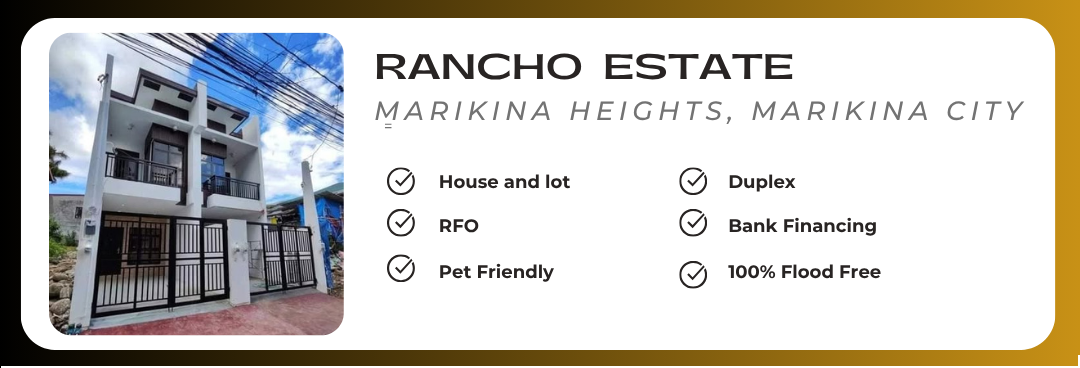 RANCHO ESTATE
MARIKINA HEIGHTS, MARIKINA CITY
=
House and lot
Duplex
RFO
Bank Financing
Pet Friendly
100% Flood Free